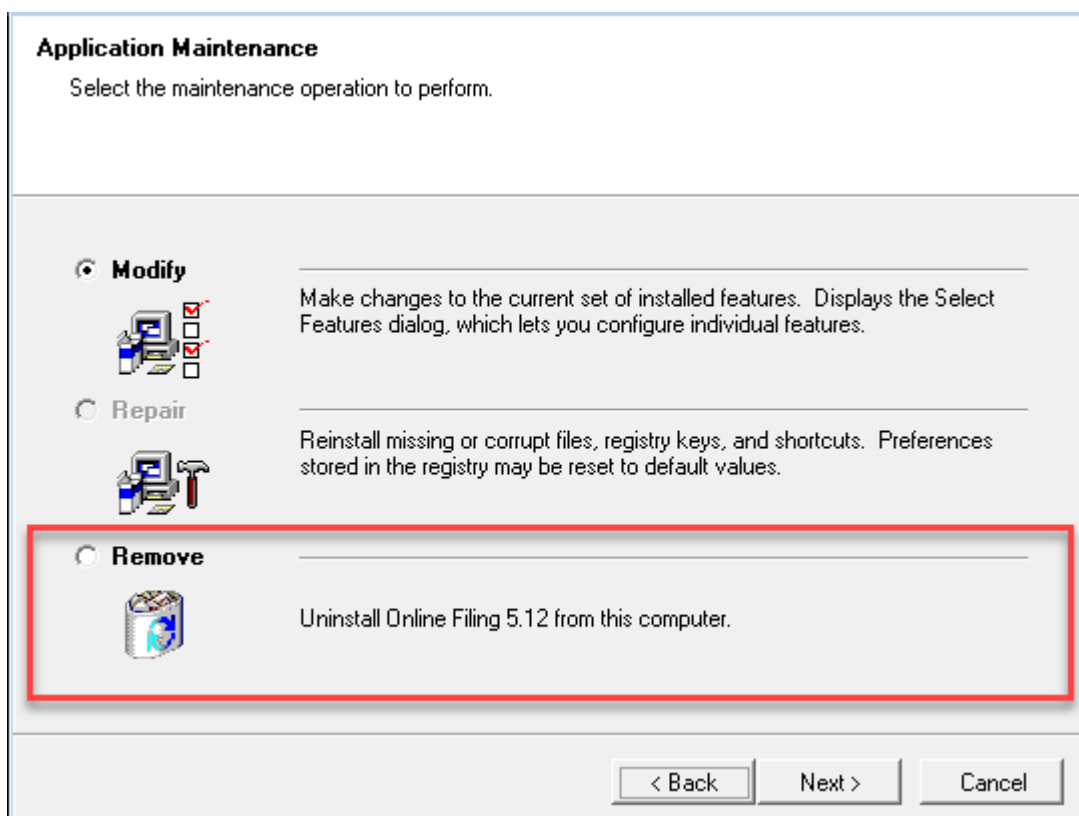 Application Maintenance
Select the maintenance operation to perform.
Modify
Make changes to the current set of installed features.  Displays the Select
Features dialog, which lets you configure individual features.
Repair
Reinstall missing or corrupt files, registry keys, and shortcuts.  Preferences
stored in the registry may be reset to default values.
Remove
Uninstall Online Filing 5.12 from this computer.
< Back
Next >
Cancel